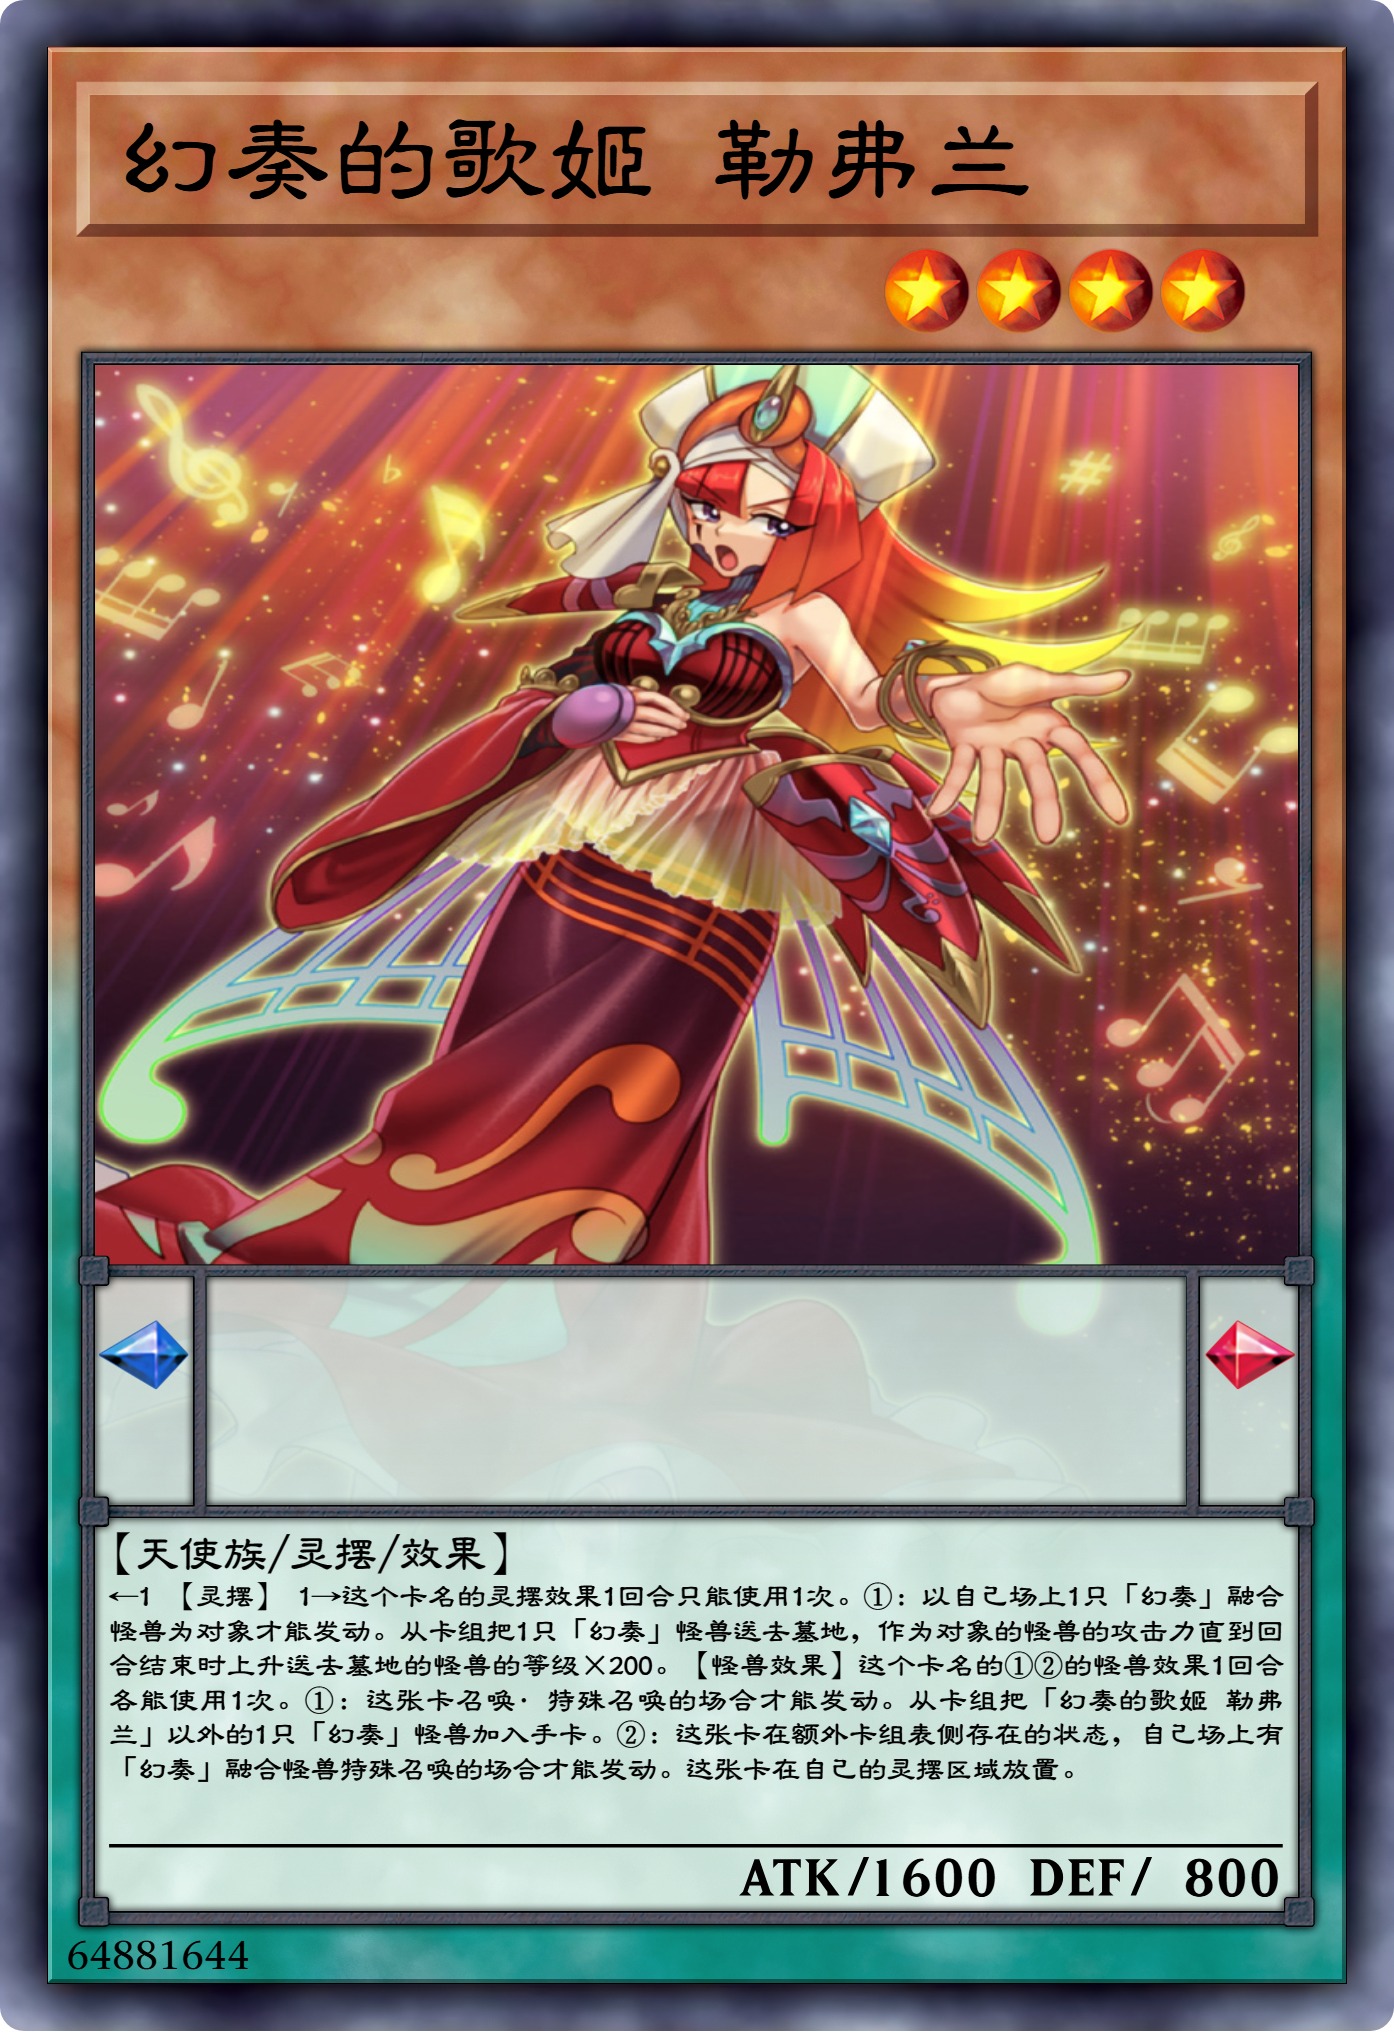 幻奏的歌姬 勒弗兰
【天使族/灵摆/效果】
←1 【灵摆】 1→这个卡名的灵摆效果1回合只能使用1次。①：以自己场上1只「幻奏」融合
怪兽为对象才能发动。从卡组把1只「幻奏」怪兽送去墓地，作为对象的怪兽的攻击力直到回
合结束时上升送去墓地的怪兽的等级×200。【怪兽效果】这个卡名的①②的怪兽效果1回合
各能使用1次。①：这张卡召唤·特殊召唤的场合才能发动。从卡组把「幻奏的歌姬 勒弗
兰」以外的1只「幻奏」怪兽加入手卡。②：这张卡在额外卡组表侧存在的状态，自己场上有
「幻奏」融合怪兽特殊召唤的场合才能发动。这张卡在自己的灵摆区域放置。
ATK/1600 DEF/ 800
64881644